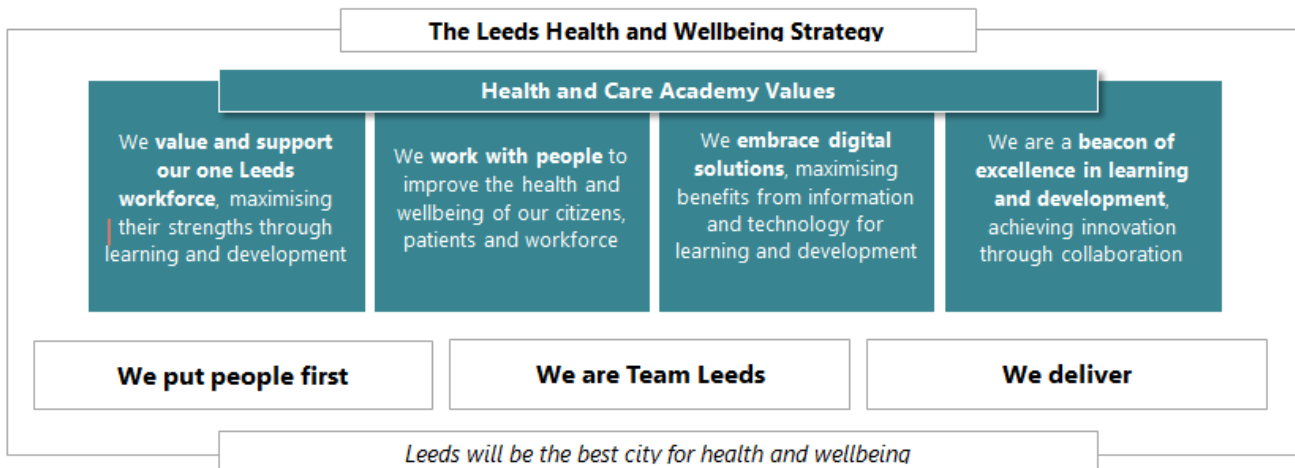 The Leeds Health and Wellbeing Strategy
Health and Care Academy Values
We value and support
our one Leeds
workforce, maximising
their strengths through
learning and development
We work with people to
improve the health and
wellbeing of our citizens,
patients and workforce
We embrace digital
solutions, maximising
benefits from information
and technology for
learning and development
We are a beacon of
excellence in learning
and development,
achieving innovation
through collaboration
We put people first
We are Team Leeds
We deliver
Leeds will be the best city for health and wellbeing